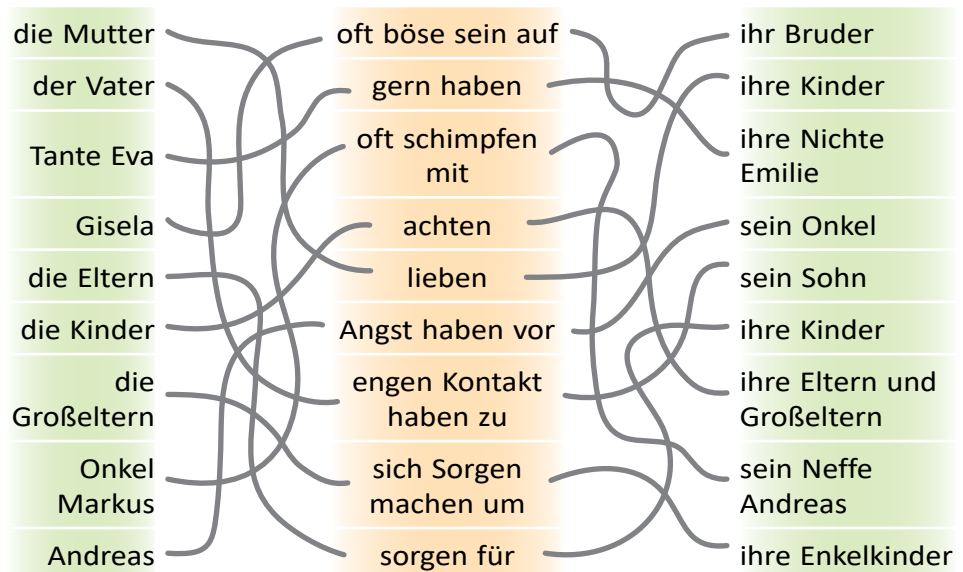 die Mutter
oft böse sein auf
ihr Bruder
der Vater
gern haben
ihre Kinder
Tante Eva
oft schimpfen
mit
ihre Nichte
Emilie
Gisela
achten
sein Onkel
die Eltern
lieben
sein Sohn
die Kinder
Angst haben vor
ihre Kinder
die
Großeltern
engen Kontakt
haben zu
ihre Eltern und
Großeltern
Onkel
Markus
sich Sorgen
machen um
sein Neffe
Andreas
Andreas
sorgen für
ihre Enkelkinder